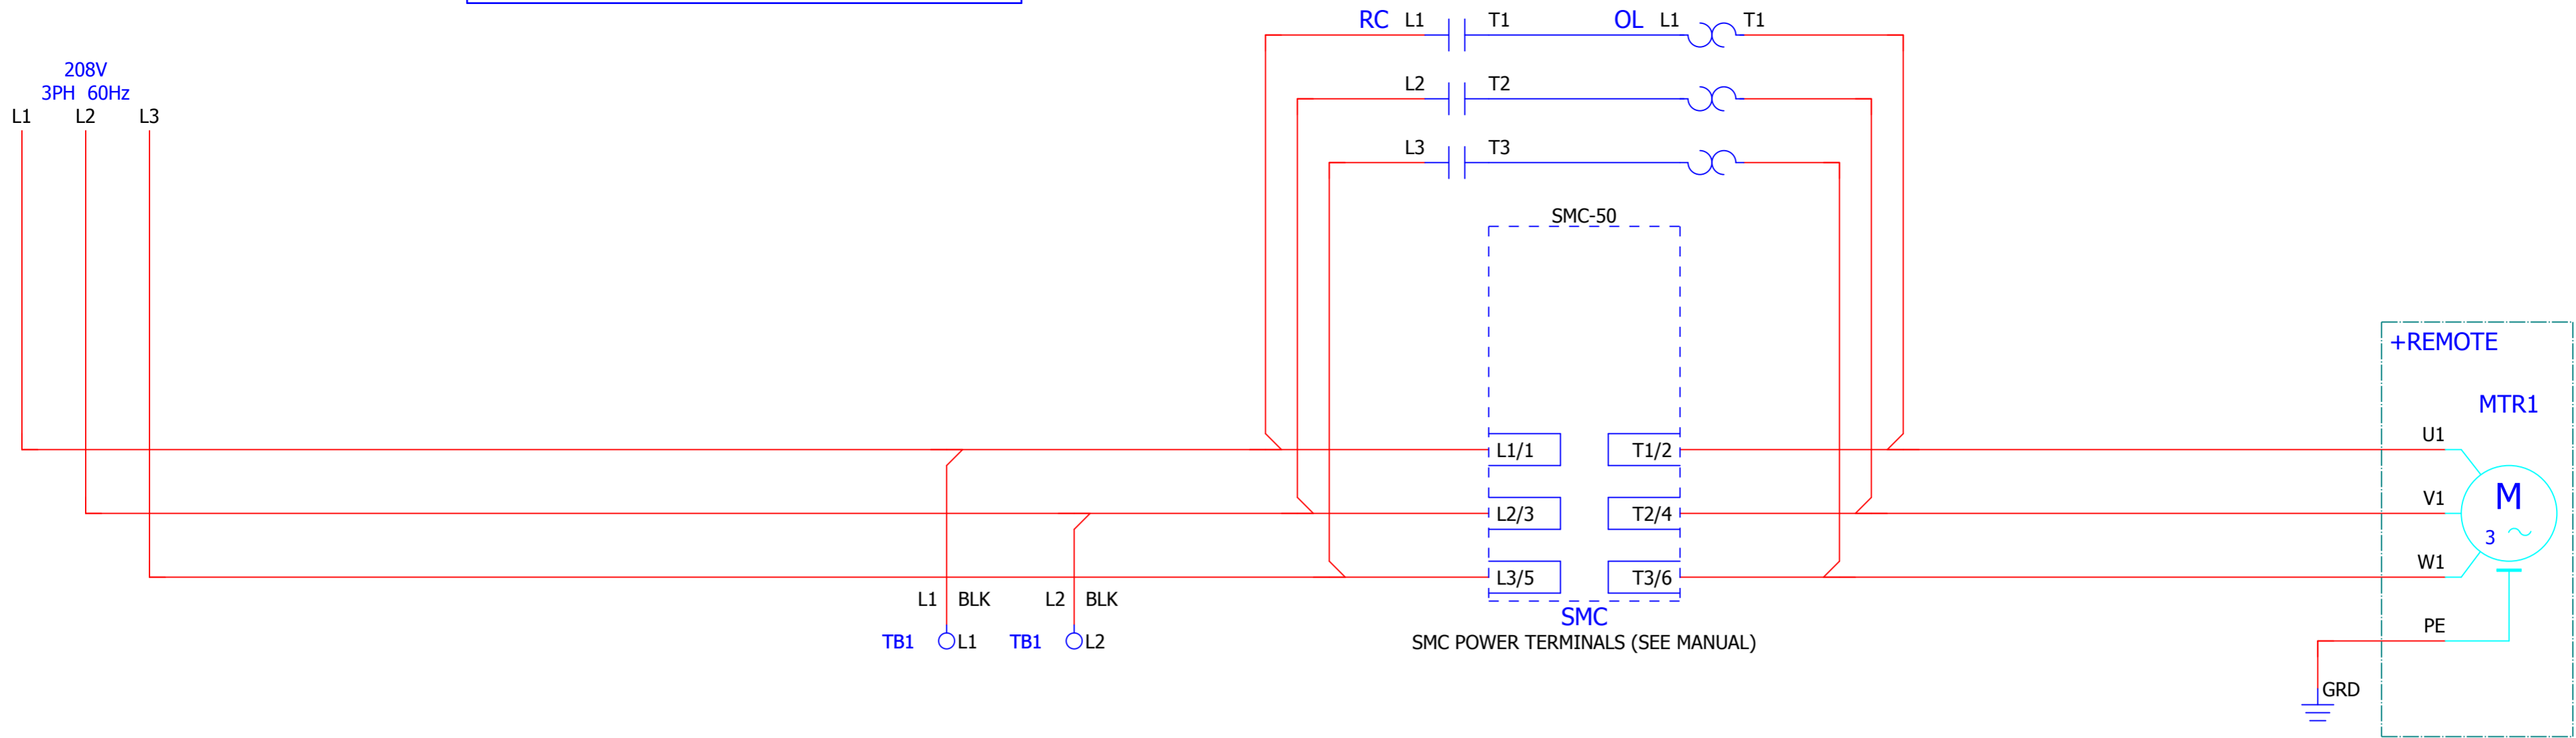 RC L1 T1 OL L1 T1
L2 T2
L3 T3
208V
3PH 60Hz
L1 L2 L3
SMC-50
+REMOTE
MTR1
L1/1 T1/2 U1
L2/3 T2/4 V1 M
3
L3/5 T3/6 W1
L1 BLK L2 BLK
SMC
TB1 L1 TB1 L2
SMC POWER TERMINALS (SEE MANUAL)
PE
GRD